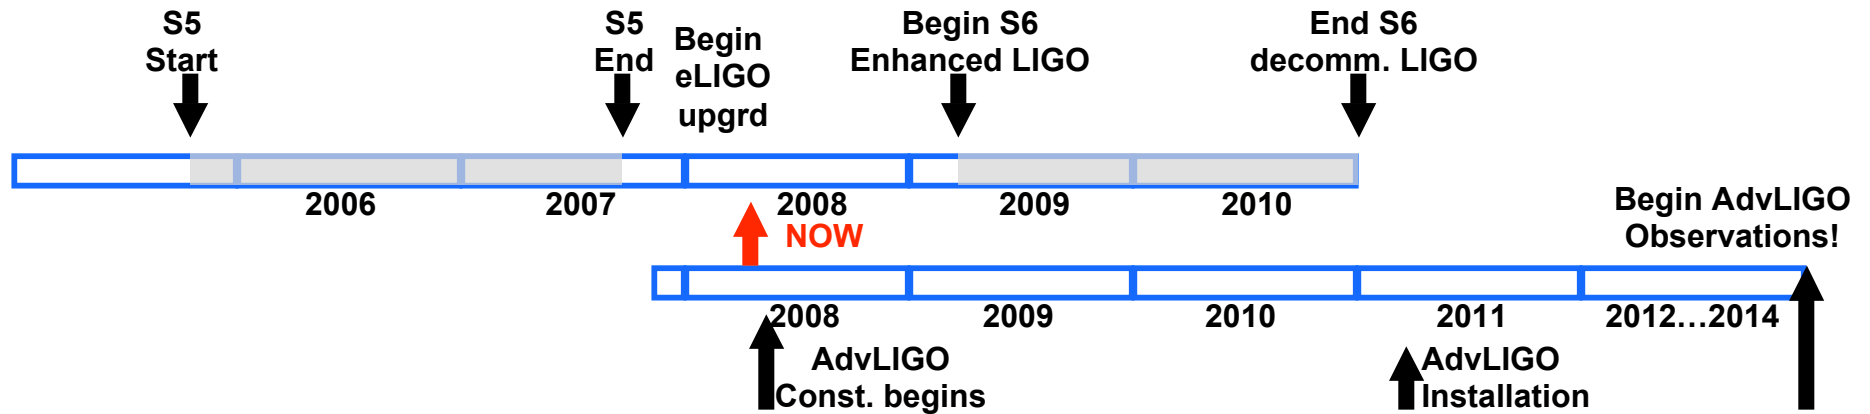 S5
Start
S5
End
Begin
eLIGO
upgrd
Begin S6
Enhanced LIGO
End S6
decomm. LIGO
2006
2007
2008
2009
2010
NOW
Begin AdvLIGO
Observations!
2008
2009
2010
2011
2012…2014
AdvLIGO
Const. begins
AdvLIGO
Installation